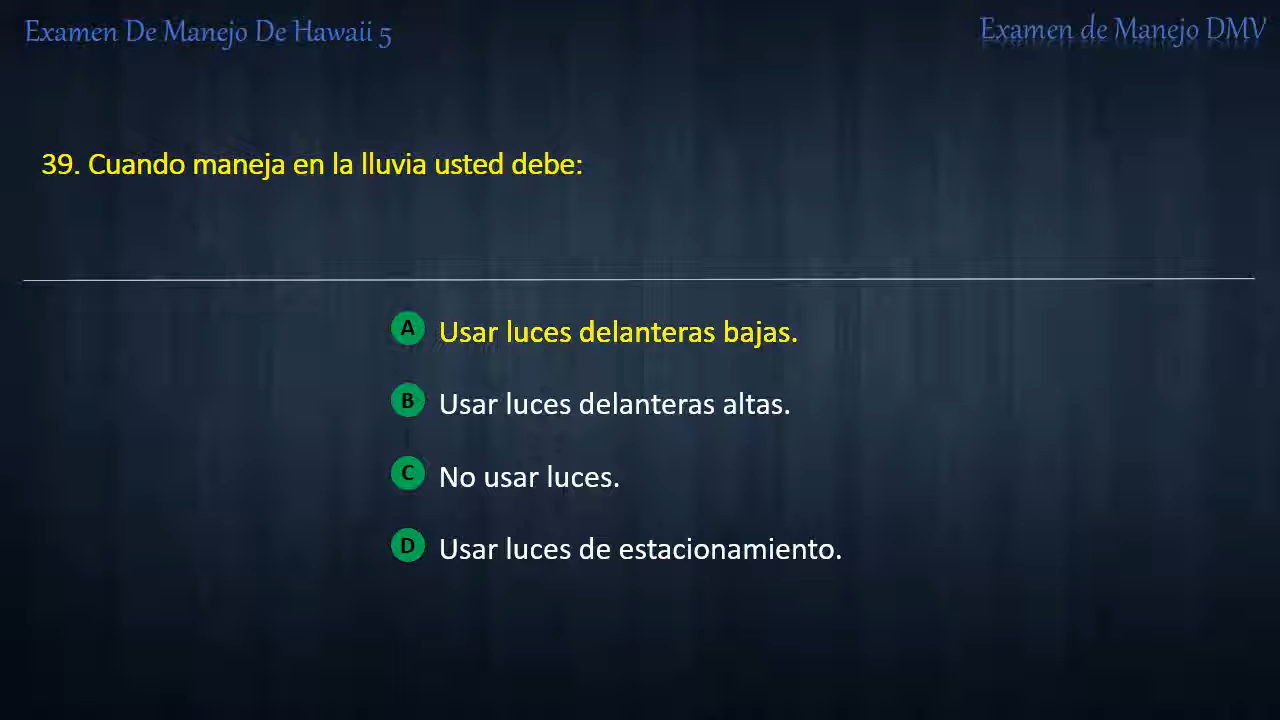 Examen De Manejo De Hawaii 5
Examen de Manejo DMV
39. Cuando maneja en la lluvia usted debe:
A Usar luces delanteras bajas.
B Usar luces delanteras altas.
C No usar luces.
D Usar luces de estacionamiento.